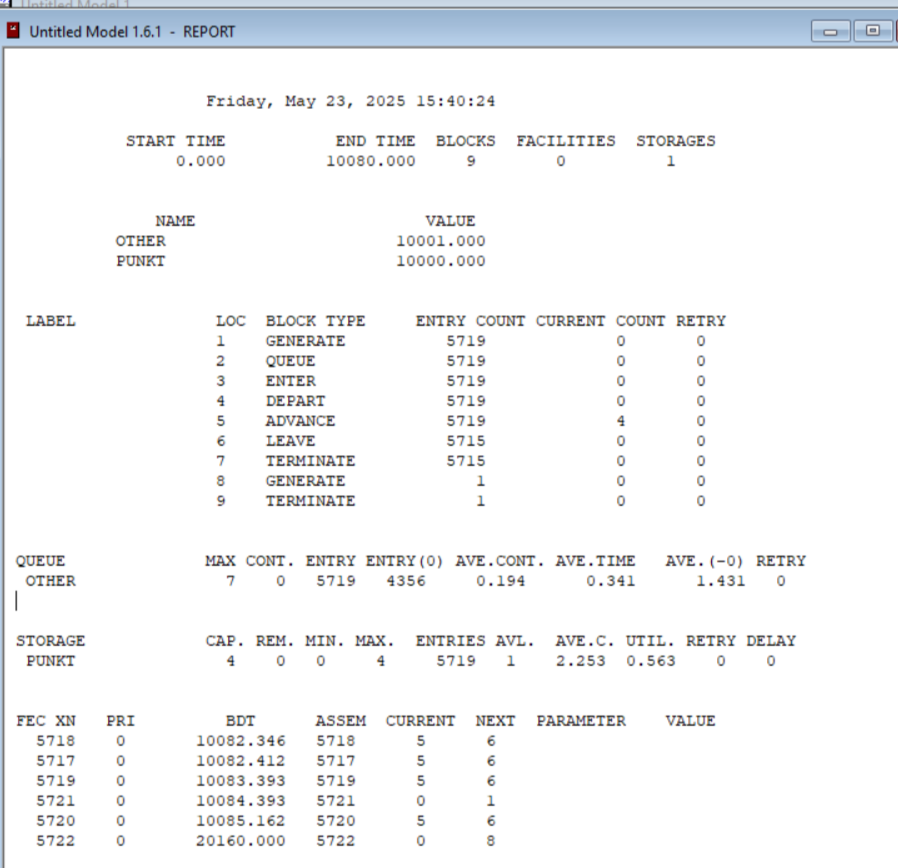 Untitled Model 1
Untitled Model 1.6.1 - REPORT
Friday, May 23, 2025 15:40:24
START TIME END TIME BLOCKS FACILITIES STORAGES
0.000 10080.000 9 0 1
NAME VALUE
OTHER 10001.000
PUNKT 10000.000
LABEL LOC BLOCK TYPE ENTRY COUNT CURRENT COUNT RETRY
1 GENERATE 5719 0 0
2 QUEUE 5719 0 0
3 ENTER 5719 0 0
4 DEPART 5719 0 0
5 ADVANCE 5719 4 0
6 LEAVE 5715 0 0
7 TERMINATE 5715 0 0
8 GENERATE 1 0 0
9 TERMINATE 1 0 0
QUEUE MAX CONT. ENTRY ENTRY(0) AVE.CONT. AVE.TIME AVE.(-0) RETRY
OTHER 7 0 5719 4356 0.194 0.341 1.431 0
STORAGE CAP. REM. MIN. MAX. ENTRIES AVL. AVE.C. UTIL. RETRY DELAY
PUNKT 4 0 0 4 5719 1 2.253 0.563 0 0
FEC XN PRI BDT ASSEM CURRENT NEXT PARAMETER VALUE
5718 0 10082.346 5718 5 6
5717 0 10082.412 5717 5 6
5719 0 10083.393 5719 5 6
5721 0 10084.393 5721 0 1
5720 0 10085.162 5720 5 6
5722 0 20160.000 5722 0 8